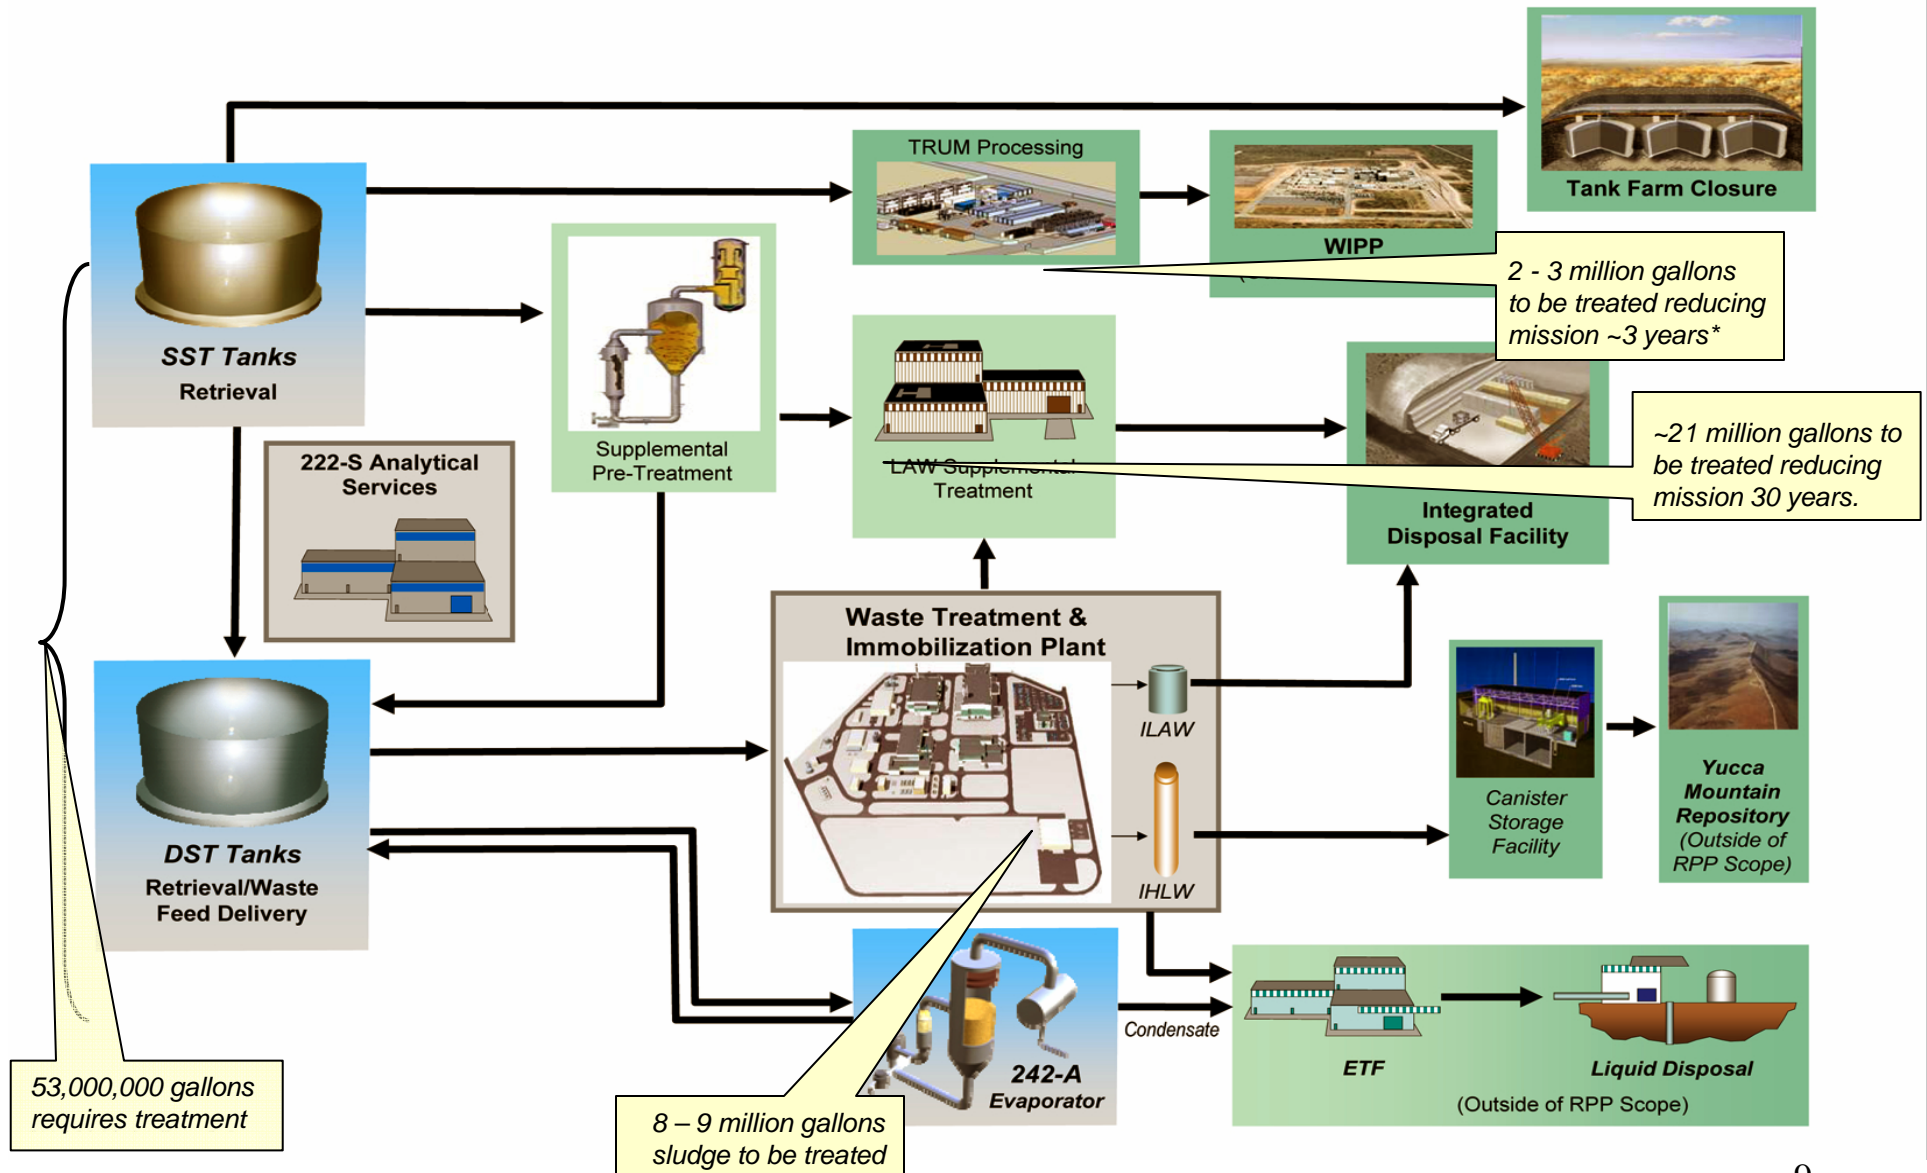 Tank Farm Closure
TRUM Processing
WIPP
2 - 3 million gallons
to be treated reducing
mission ~3 years*
SST Tanks
Retrieval
Supplemental
Pre-Treatment
LAW Supplemental
Treatment
Integrated
Disposal Facility
~21 million gallons to
be treated reducing
mission 30 years.
222-S Analytical
Services
Waste Treatment &
Immobilization Plant
ILAW
IHLW
Canister
Storage
Facility
Yucca
Mountain
Repository
(Outside of
RPP Scope)
DST Tanks
Retrieval/Waste
Feed Delivery
242-A
Evaporator
Condensate
ETF
Liquid Disposal
(Outside of RPP Scope)
53,000,000 gallons
requires treatment
8 – 9 million gallons
sludge to be treated